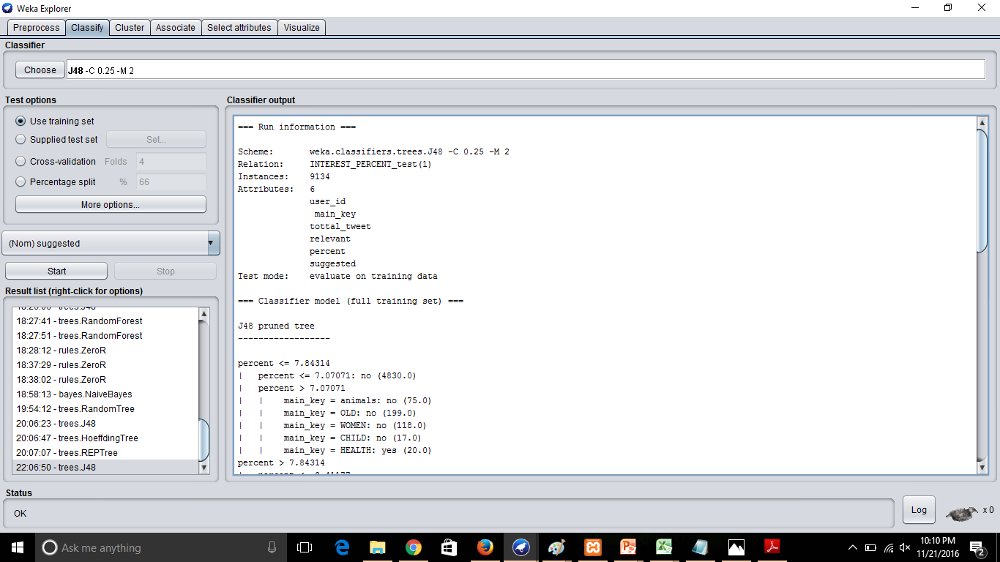 Weka Explorer
Preprocess Classify Cluster Associate Select attributes Visualize
Classifier
Choose J48 -C 0.25 -M 2
Test options
Use training set
Supplied test set Set...
Cross-validation Folds 4
Percentage split % 66
More options...
(Nom) suggested
Start Stop
Result list (right-click for options)
18:27:41 - trees.RandomForest
18:27:51 - trees.RandomForest
18:28:12 - rules.ZeroR
18:37:29 - rules.ZeroR
18:38:02 - rules.ZeroR
18:58:13 - bayes.NaiveBayes
19:54:12 - trees.RandomTree
20:06:23 - trees.J48
20:06:47 - trees.HoeffdingTree
20:07:07 - trees.REPTree
22:06:50 - trees.J48
Classifier output
=== Run information ===
Scheme: weka.classifiers.trees.J48 -C 0.25 -M 2
Relation: INTEREST_PERCENT_test(1)
Instances: 9134
Attributes: 6
user_id
main_key
tottal_tweet
relevant
percent
suggested
Test mode: evaluate on training data
=== Classifier model (full training set) ===
J48 pruned tree
------------------
percent <= 7.84314
| percent <= 7.07071: no (4830.0)
| percent > 7.07071
| | main_key = animals: no (75.0)
| | main_key = OLD: no (199.0)
| | main_key = WOMEN: no (118.0)
| | main_key = CHILD: no (17.0)
| | main_key = HEALTH: yes (20.0)
percent > 7.84314
Status
OK
Log
x 0
Ask me anything
10:10 PM
11/21/2016
2